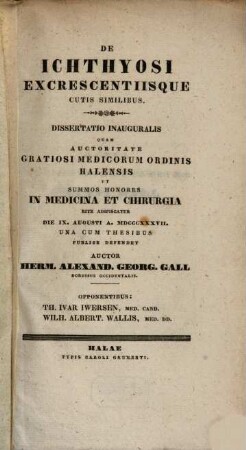 DE
ICHTHYOSI
EXCRESCENTIISQUE
CUTIS SIMILIBUS.
DISSERTATIO INAUGURALIS
QUAM
AUCTORITATE
GRATIOSI MEDICORUM ORDINIS
HALENSIS
UT
SUMMOS HONORES
IN MEDICINA ET CHIRURGIA
RITE ADIPISCATUR
DIE IX. AUGUSTI A. MDCCCXXXVII.
UNA CUM THESIBUS
PUBLICE DEFENDET
AUCTOR
HERM. ALEXAND. GEORG. GALL
BORUSSUS OCCIDENTALIS.
OPPONENTIBUS:
TH. IVAR IWERSEN, MED. CAND.
WILH. ALBERT. WALLIS, MED. DD.
HALAE
TYPIS CAROLI GRUNERTI.